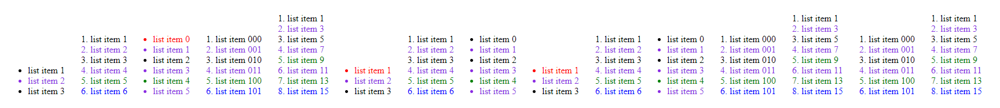 • list item 1
• list item 2
• list item 3
1. list item 1
2. list item 2
3. list item 3
4. list item 4
5. list item 5
6. list item 6
• list item 0
• list item 1
• list item 2
• list item 3
• list item 4
• list item 5
1. list item 000
2. list item 001
3. list item 010
4. list item 011
5. list item 100
6. list item 101
1. list item 1
2. list item 3
3. list item 5
4. list item 7
5. list item 9
6. list item 11
7. list item 13
8. list item 15
• list item 1
• list item 2
• list item 3
1. list item 1
2. list item 2
3. list item 3
4. list item 4
5. list item 5
6. list item 6
• list item 0
• list item 1
• list item 2
• list item 3
• list item 4
• list item 5
• list item 1
• list item 2
• list item 3
1. list item 1
2. list item 2
3. list item 3
4. list item 4
5. list item 5
6. list item 6
• list item 0
• list item 1
• list item 2
• list item 3
• list item 4
• list item 5
1. list item 000
2. list item 001
3. list item 010
4. list item 011
5. list item 100
6. list item 101
1. list item 1
2. list item 3
3. list item 5
4. list item 7
5. list item 9
6. list item 11
7. list item 13
8. list item 15
1. list item 000
2. list item 001
3. list item 010
4. list item 011
5. list item 100
6. list item 101
1. list item 1
2. list item 3
3. list item 5
4. list item 7
5. list item 9
6. list item 11
7. list item 13
8. list item 15